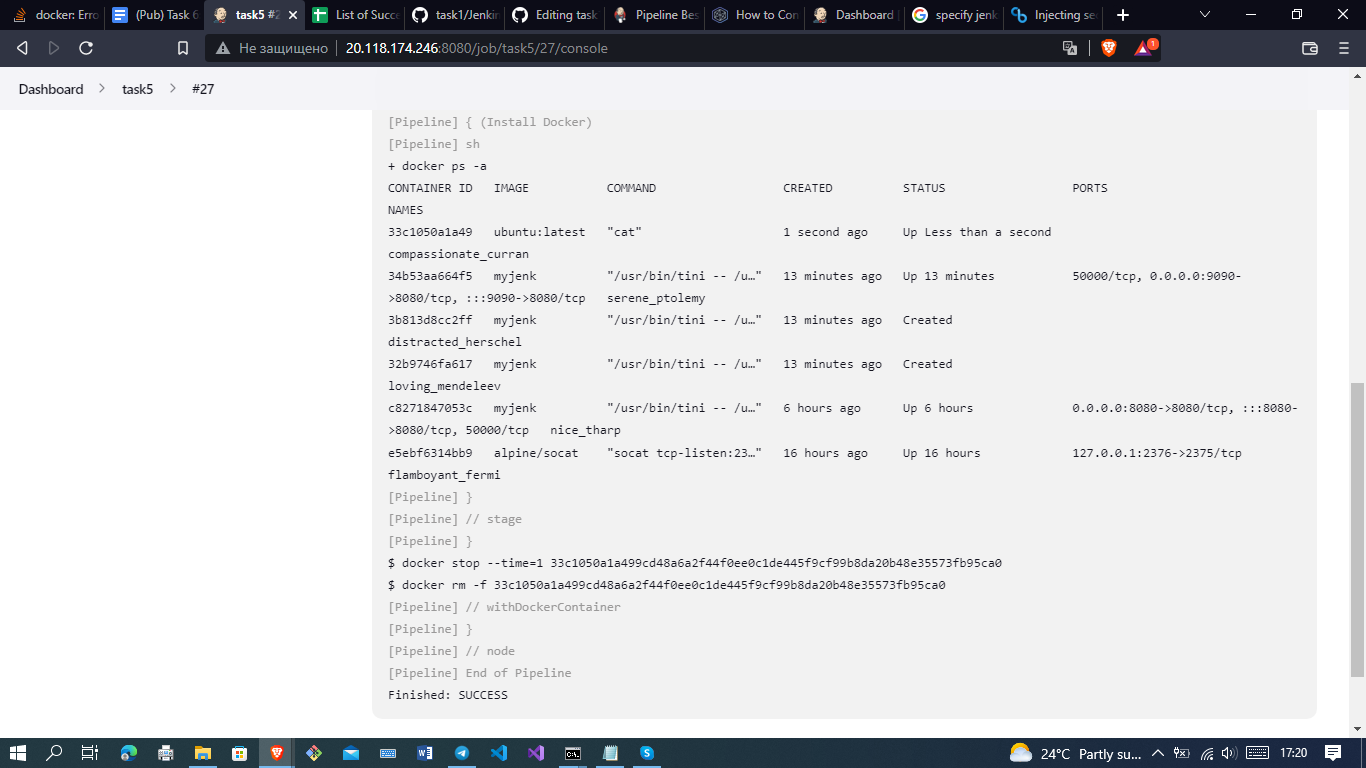 docker: Erro
(Pub) Task 6
task5 #2
List of Succe
task1/Jenkin
Editing task
Pipeline Bes
How to Con
Dashboard |
specify jenk
Injecting se
Не защищено
20.118.174.246:8080/job/task5/27/console
1
Dashboard > task5 > #27
[Pipeline] { (Install Docker)
[Pipeline] sh
+ docker ps -a
CONTAINER ID IMAGE COMMAND CREATED STATUS PORTS
NAMES
33c1050a1a49 ubuntu:latest "cat" 1 second ago Up Less than a second
compassionate_curran
34b53aa664f5 myjenk "/usr/bin/tini -- /u…" 13 minutes ago Up 13 minutes 50000/tcp, 0.0.0.0:9090-
>8080/tcp, :::9090->8080/tcp serene_ptolemy
3b813d8cc2ff myjenk "/usr/bin/tini -- /u…" 13 minutes ago Created
distracted_herschel
32b9746fa617 myjenk "/usr/bin/tini -- /u…" 13 minutes ago Created
loving_mendeleev
c8271847053c myjenk "/usr/bin/tini -- /u…" 6 hours ago Up 6 hours 0.0.0.0:8080->8080/tcp, :::8080-
>8080/tcp, 50000/tcp nice_tharp
e5ebf6314bb9 alpine/socat "socat tcp-listen:23…" 16 hours ago Up 16 hours 127.0.0.1:2376->2375/tcp
flamboyant_fermi
[Pipeline] }
[Pipeline] // stage
[Pipeline] }
$ docker stop --time=1 33c1050a1a499cd48a6a2f44f0ee0c1de445f9cf99b8da20b48e35573fb95ca0
$ docker rm -f 33c1050a1a499cd48a6a2f44f0ee0c1de445f9cf99b8da20b48e35573fb95ca0
[Pipeline] // withDockerContainer
[Pipeline] }
[Pipeline] // node
[Pipeline] End of Pipeline
Finished: SUCCESS
24°C Partly su... 17:20